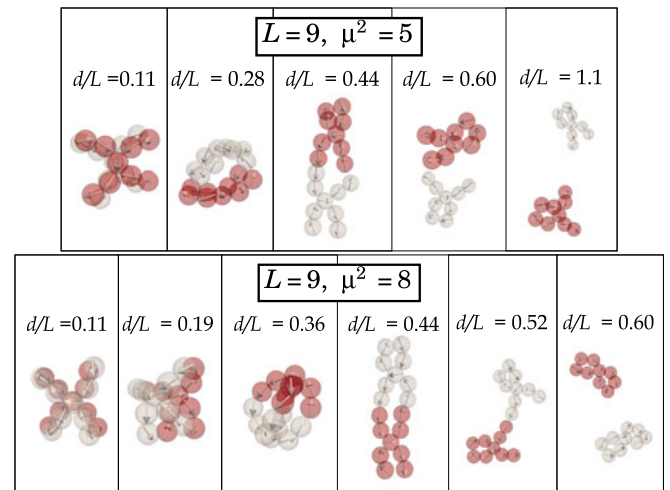 L = 9, μ² = 5
d/L = 0.11 d/L = 0.28 d/L = 0.44 d/L = 0.60 d/L = 1.1
L = 9, μ² = 8
d/L = 0.11 d/L = 0.19 d/L = 0.36 d/L = 0.44 d/L = 0.52 d/L = 0.60